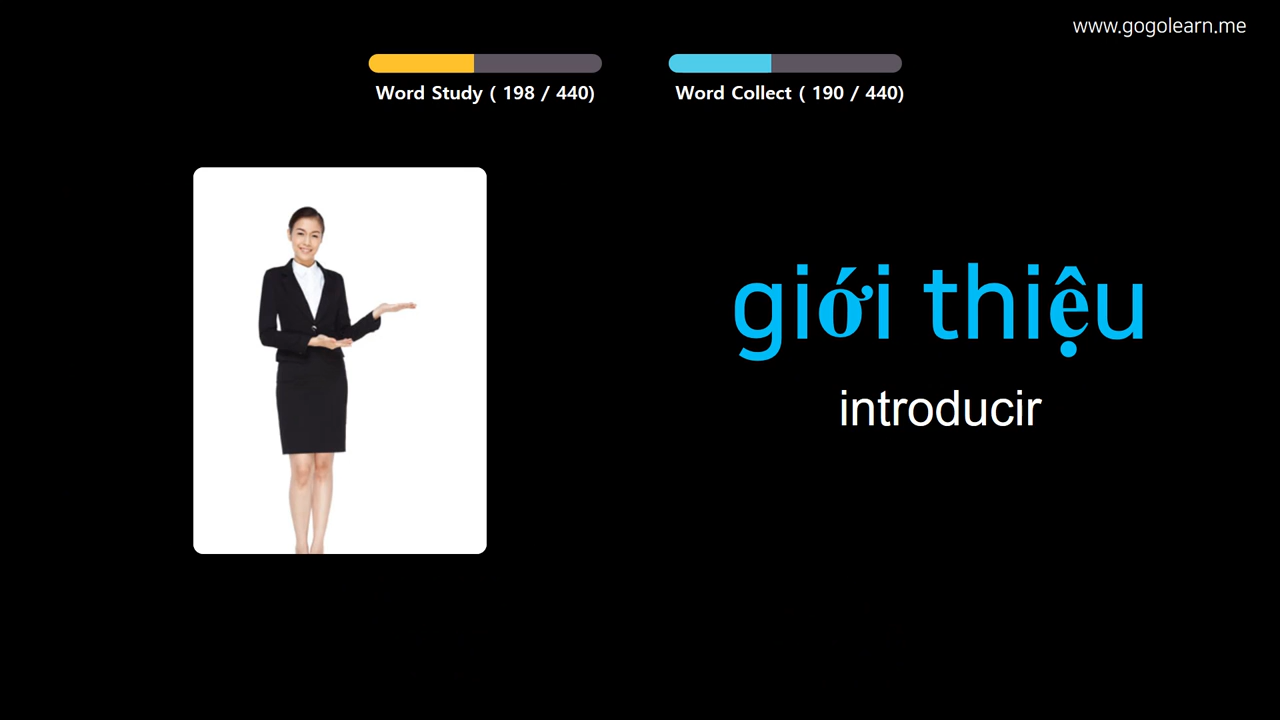 www.gogolearn.me
Word Study ( 198 / 440)
Word Collect ( 190 / 440)
giới thiệu
introducir